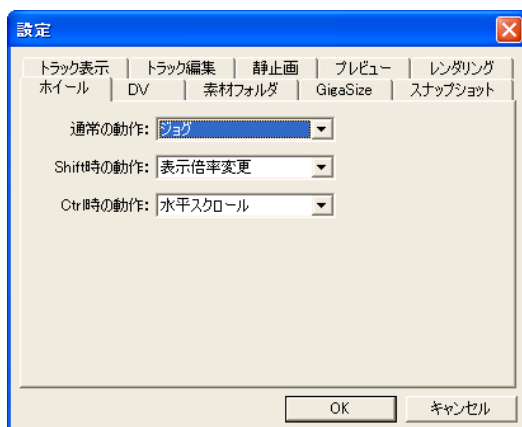 設定
トラック表示 トラック編集 静止画 プレビュー レンダリング
ホイール DV 素材フォルダ GigaSize スナップショット
通常の動作: ジョグ
Shift時の動作: 表示倍率変更
Ctrl時の動作: 水平スクロール
OK キャンセル